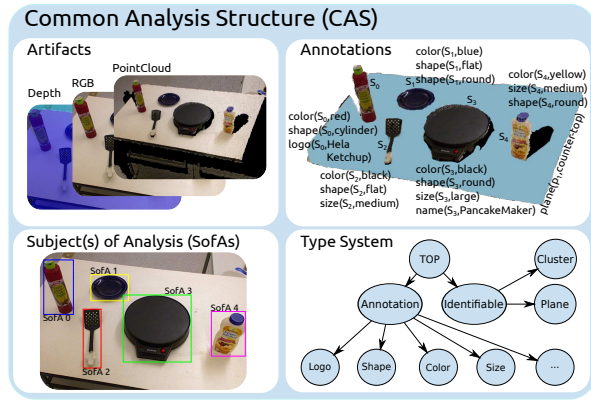 Common Analysis Structure (CAS)
Artifacts
PointCloud
RGB
Depth
Annotations
color(S1,blue)
shape(S1,flat)
shape(S1,round)
color(S4,yellow)
size(S4,medium)
shape(S4,round)
S0
S1
S3
S2
S4
color(S0,red)
shape(S0,cylinder)
logo(S0,Hela
Ketchup)
color(S2,black)
shape(S2,flat)
size(S2,medium)
color(S3,black)
shape(S3,round)
size(S3,large)
name(S3,PancakeMaker)
plane(p1,counter-top)
Subject(s) of Analysis (SofAs)
SofA 1
SofA 3
SofA 4
SofA 0
SofA 2
Type System
TOP
Cluster
Annotation
Identifiable
Plane
Logo
Shape
Color
Size
...